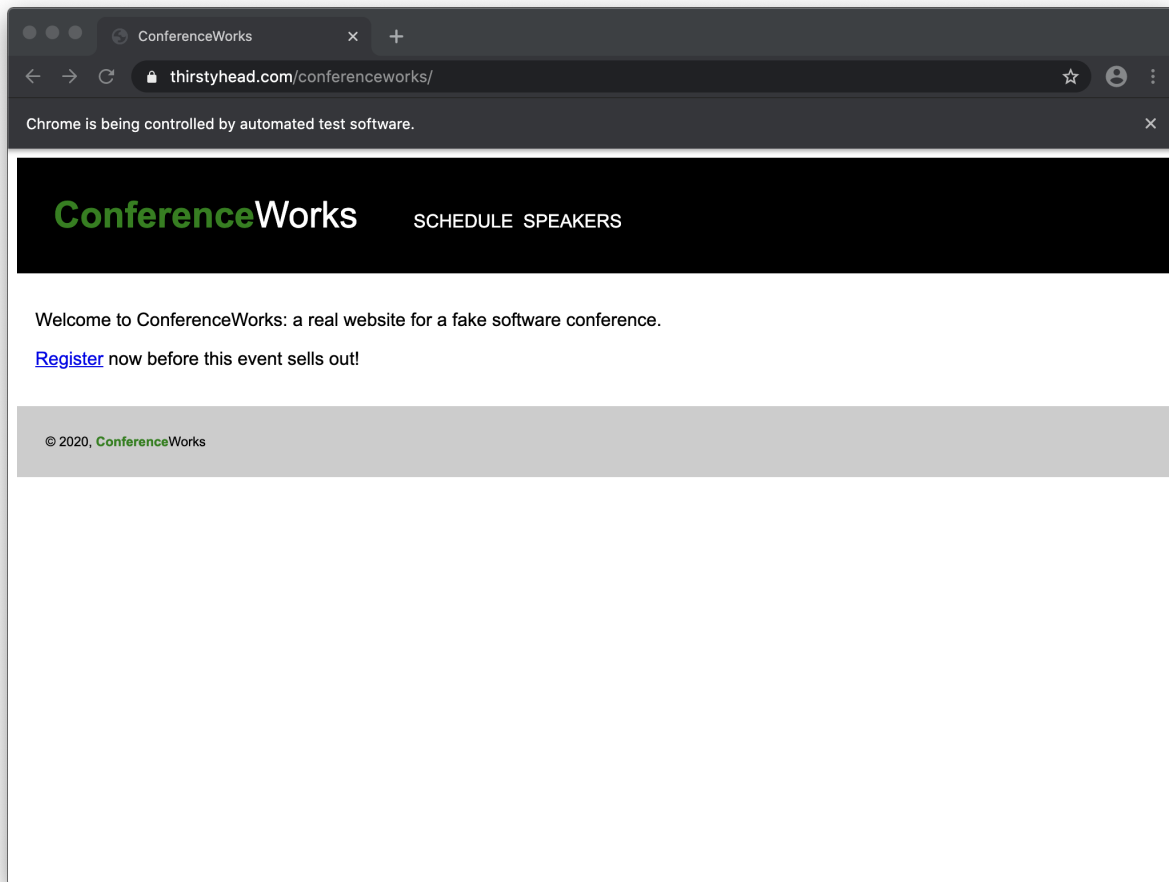 ConferenceWorks
thirstyhead.com/conferenceworks/
Chrome is being controlled by automated test software.
ConferenceWorks SCHEDULE SPEAKERS
Welcome to ConferenceWorks: a real website for a fake software conference.
Register now before this event sells out!
© 2020, ConferenceWorks